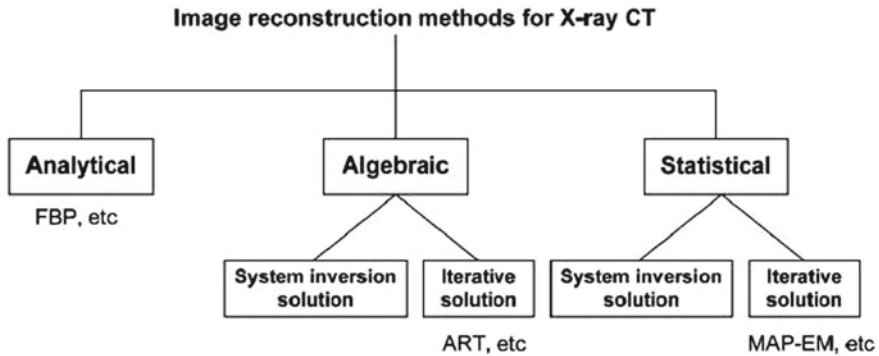 Image reconstruction methods for X-ray CT
Analytical
Algebraic
Statistical
FBP, etc
System inversion
solution
Iterative
solution
System inversion
solution
Iterative
solution
ART, etc
MAP-EM, etc